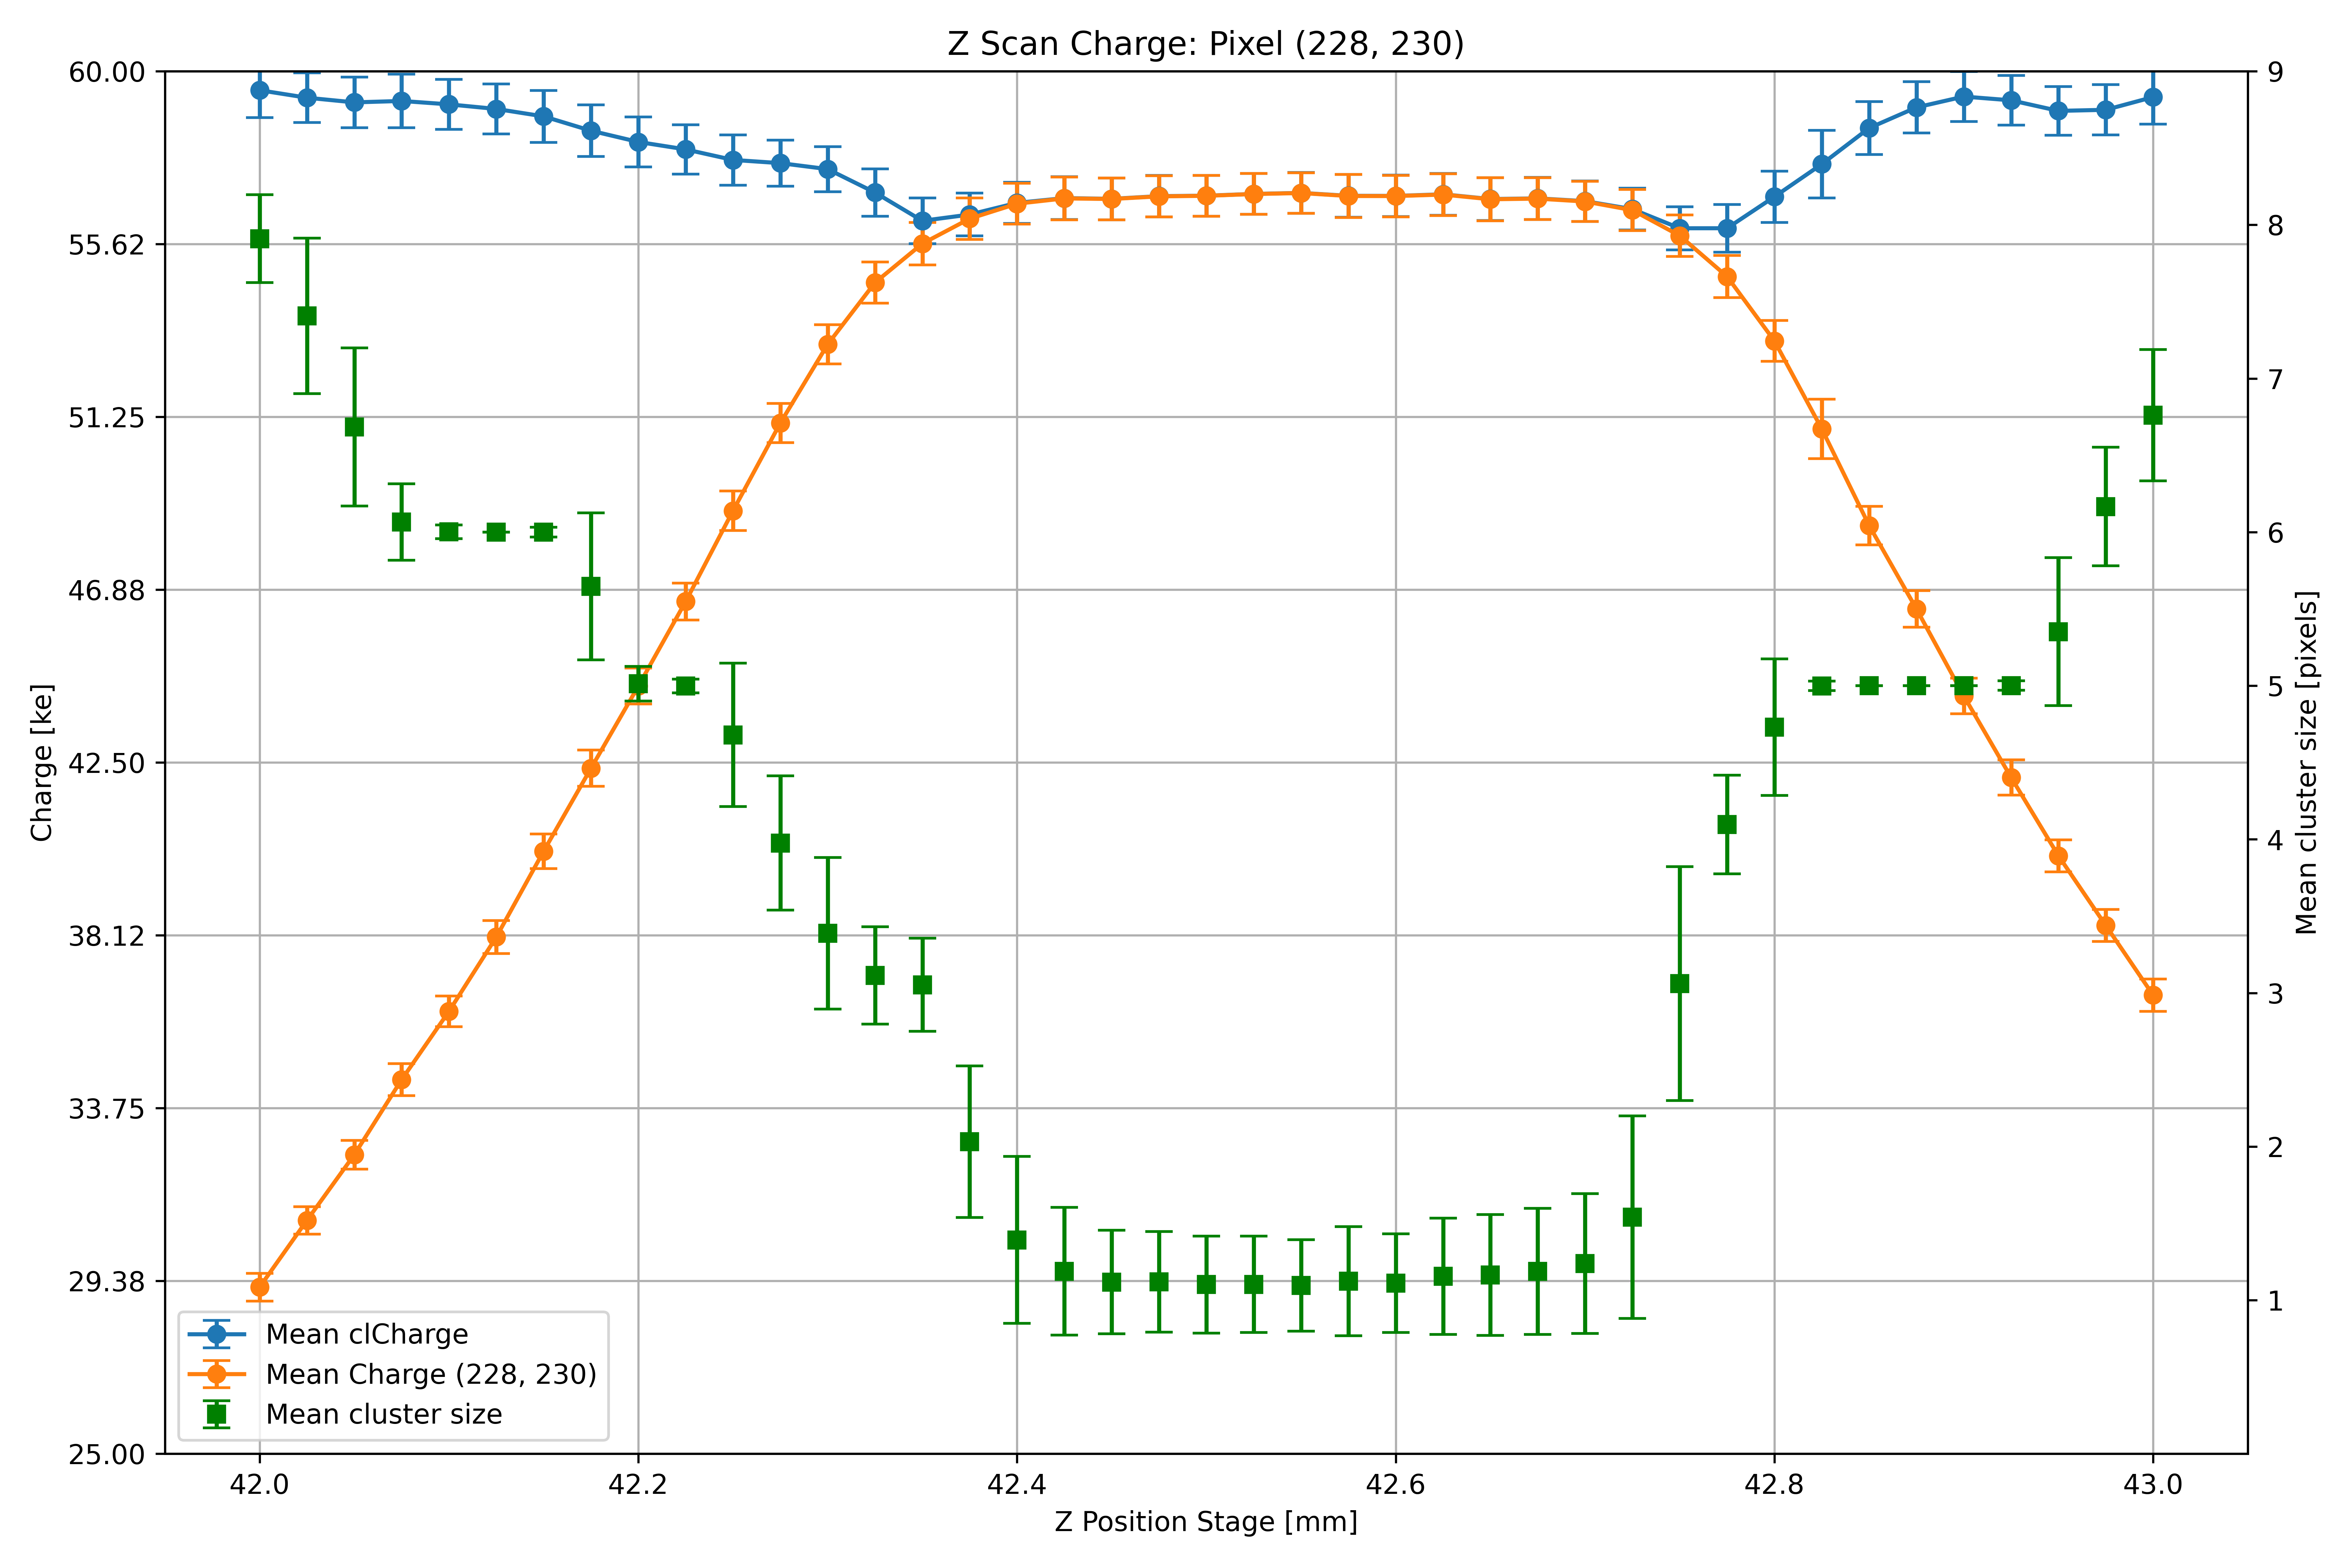 Z Scan Charge: Pixel (228, 230)
60.00
55.62
51.25
46.88
42.50
38.12
33.75
29.38
25.00
Charge [ke]
9
8
7
6
5
4
3
2
1
Mean cluster size [pixels]
Mean clCharge
Mean Charge (228, 230)
Mean cluster size
42.0 42.2 42.4 42.6 42.8 43.0
Z Position Stage [mm]